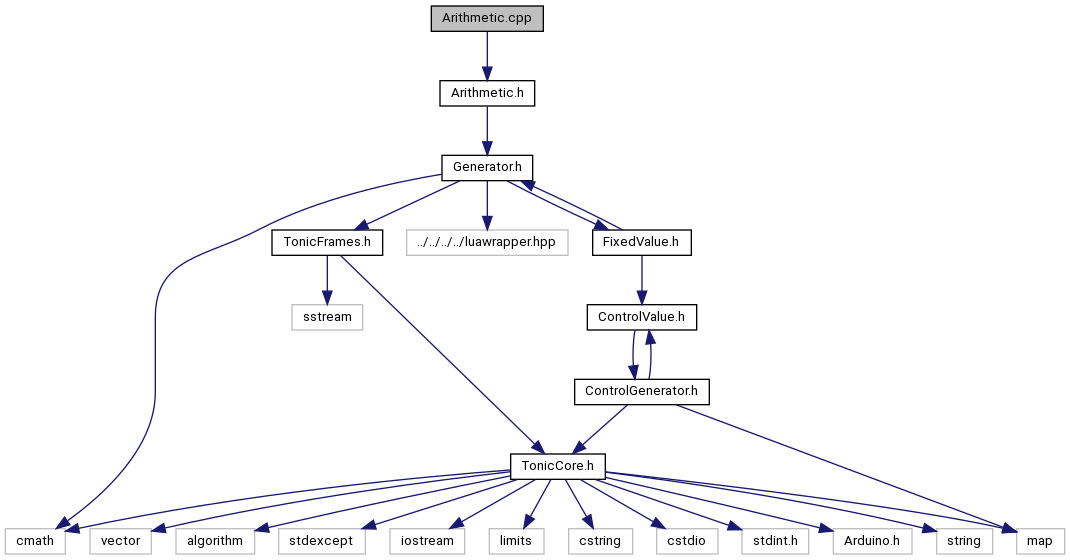 Arithmetic.cpp
Arithmetic.h
Generator.h
TonicFrames.h
../../../../luawrapper.hpp
FixedValue.h
sstream
ControlValue.h
ControlGenerator.h
TonicCore.h
cmath
vector
algorithm
stdexcept
iostream
limits
cstring
cstdio
stdint.h
Arduino.h
string
map